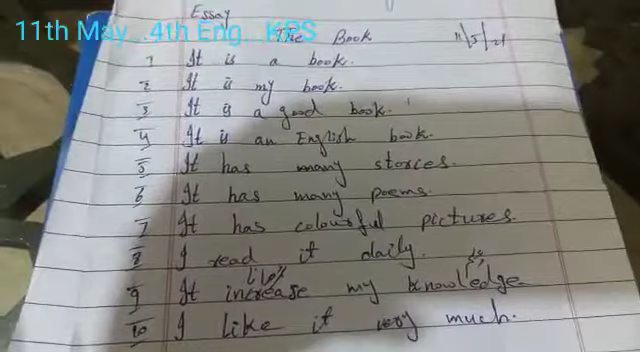 Essay
11th May...4th Eng...KPS
The Book 11/5/21
1 It is a book.
2 It is my book.
3 It is a good book.
4 It is an English book.
5 It has many stories.
6 It has many poems.
7 It has colourful pictures.
8 I read it daily.
9 It increase my knowledge
10 I like it very much.